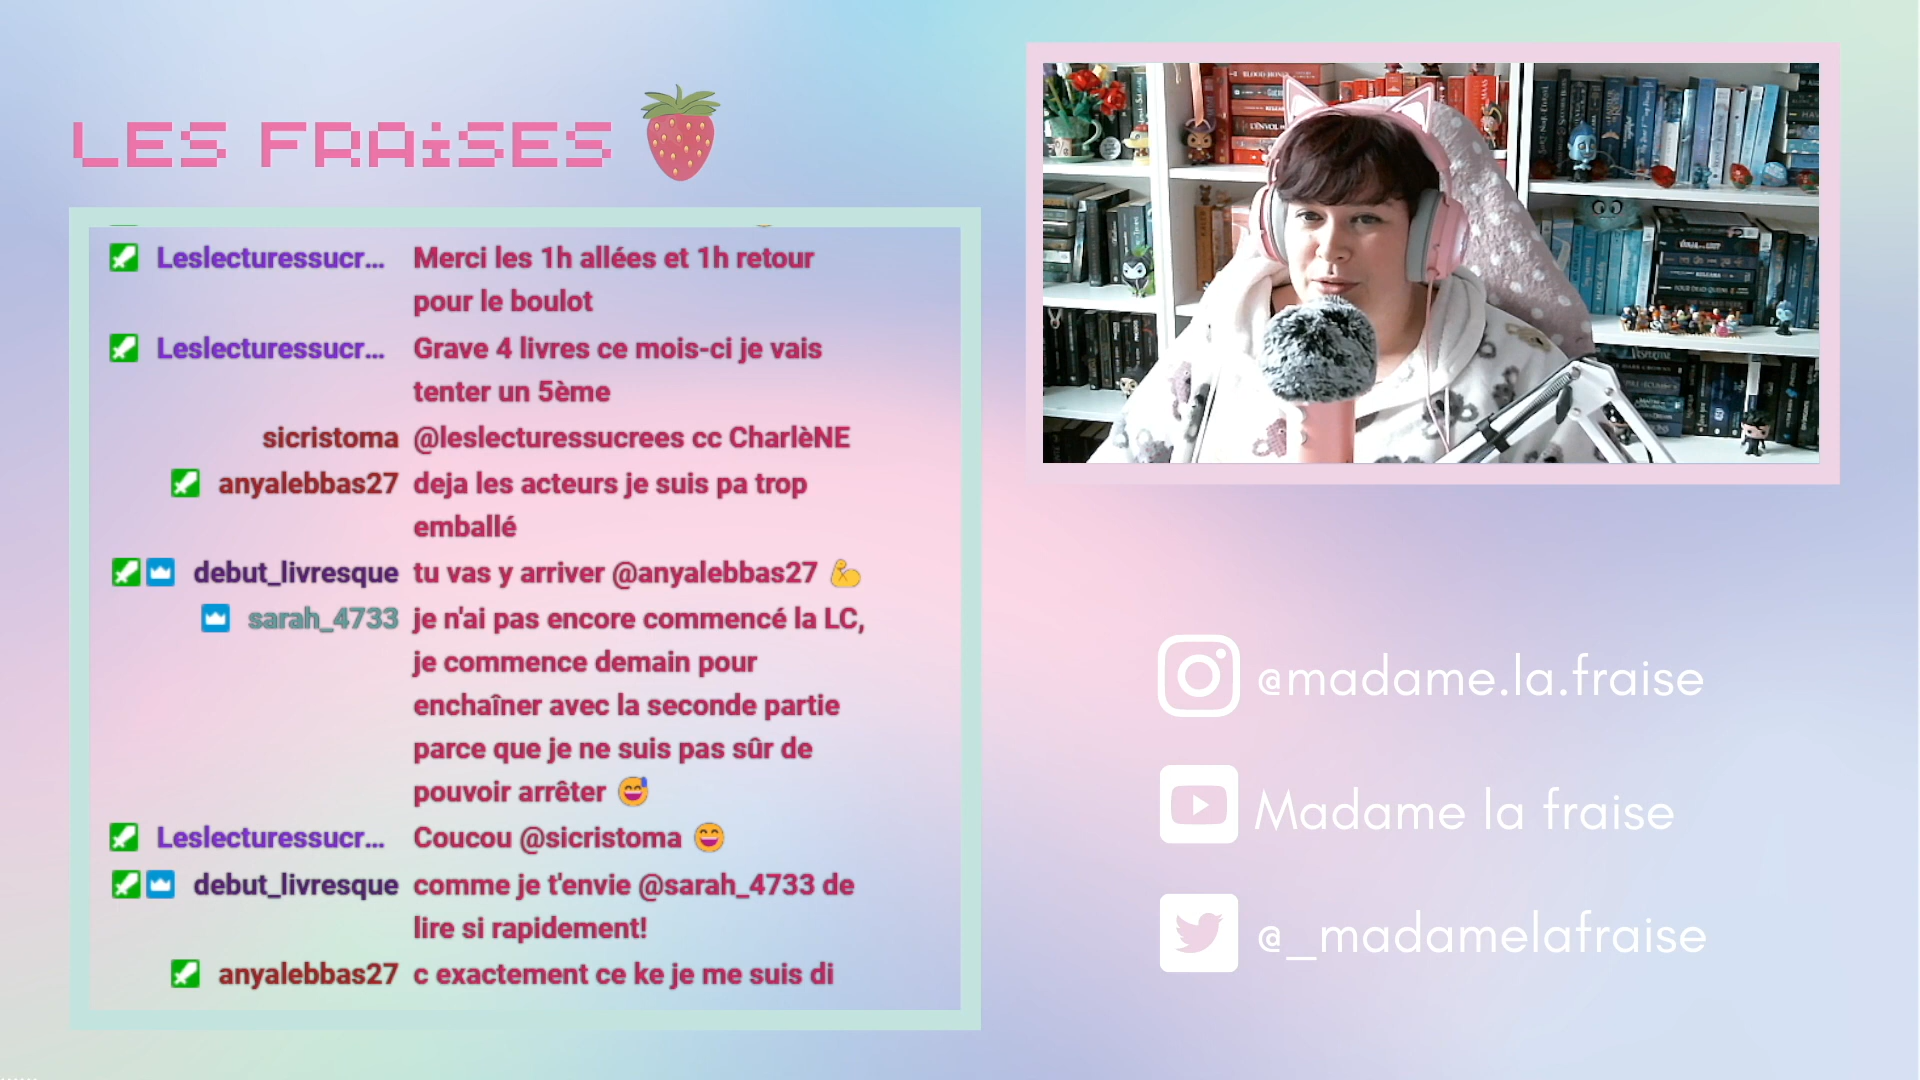 LES FRAiSES
Leslecturessucr... Merci les 1h allées et 1h retour
pour le boulot
Leslecturessucr... Grave 4 livres ce mois-ci je vais
tenter un 5ème
sicristoma @leslecturessucrees cc CharlèNE
anyalebbas27 deja les acteurs je suis pa trop
emballé
debut_livresque tu vas y arriver @anyalebbas27 💪
sarah_4733 je n'ai pas encore commencé la LC,
je commence demain pour
enchaîner avec la seconde partie
parce que je ne suis pas sûr de
pouvoir arrêter 😅
Leslecturessucr... Coucou @sicristoma 😄
debut_livresque comme je t'envie @sarah_4733 de
lire si rapidement!
anyalebbas27 c exactement ce ke je me suis di
@madame.la.fraise
Madame la fraise
@_madamelafraise